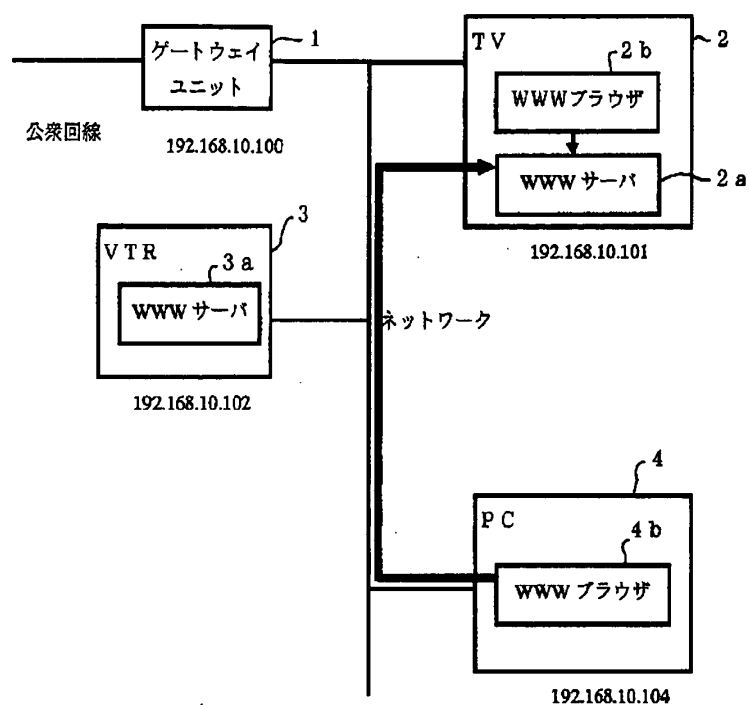 ゲートウェイ
ユニット
1
公衆回線
192.168.10.100
TV
2
2b
WWWブラウザ
WWWサーバ
2a
192.168.10.101
VTR
3
3a
WWWサーバ
192.168.10.102
ネットワーク
PC
4
4b
WWWブラウザ
192.168.10.104